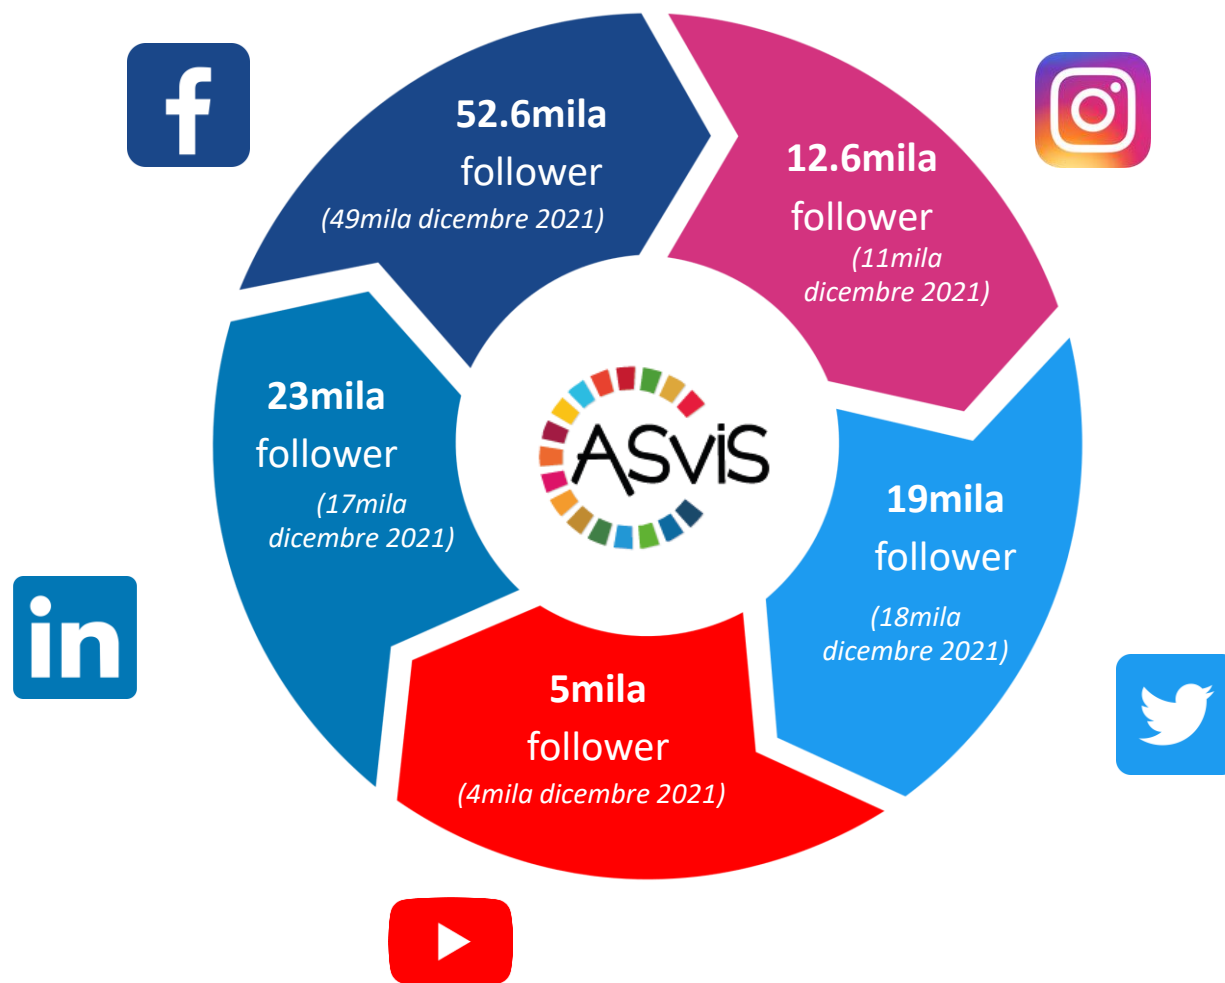 52.6mila
follower
(49mila dicembre 2021)
12.6mila
follower
(11mila
dicembre 2021)
19mila
follower
(18mila
dicembre 2021)
5mila
follower
(4mila dicembre 2021)
23mila
follower
(17mila
dicembre 2021)
ASviS
f
in